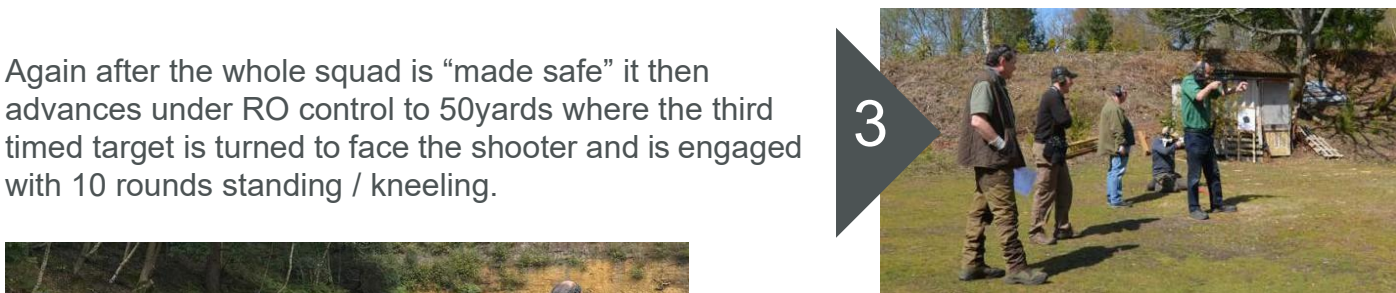 Again after the whole squad is “made safe” it then
advances under RO control to 50yards where the third
timed target is turned to face the shooter and is engaged
with 10 rounds standing / kneeling.
3